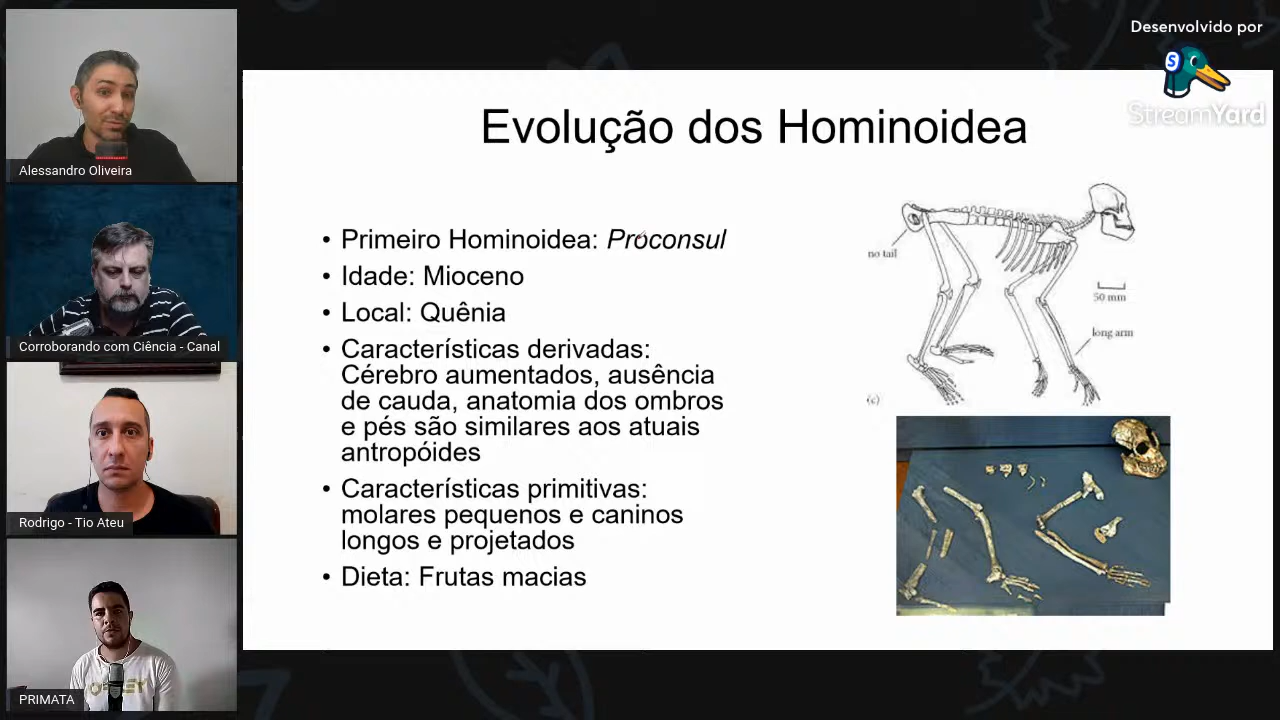 Desenvolvido por
StreamYard
Evolução dos Hominoidea
• Primeiro Hominoidea: Proconsul
• Idade: Mioceno
• Local: Quênia
• Características derivadas:
Cérebro aumentados, ausência
de cauda, anatomia dos ombros
e pés são similares aos atuais
antropóides
• Características primitivas:
molares pequenos e caninos
longos e projetados
• Dieta: Frutas macias
no tail
50 mm
long arm
(c)
Alessandro Oliveira
Corroborando com Ciência - Canal
Rodrigo - Tio Ateu
PRIMATA